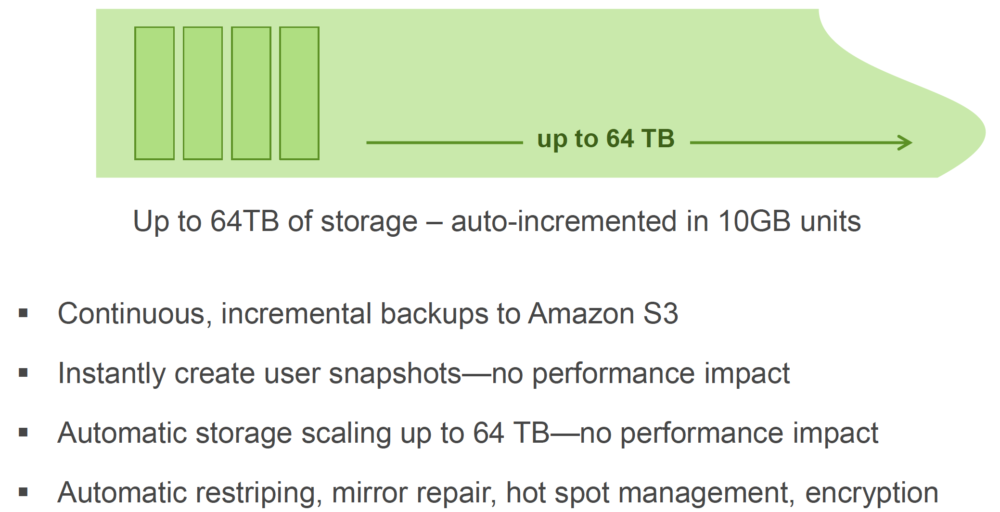 up to 64 TB
Up to 64TB of storage – auto-incremented in 10GB units
▪ Continuous, incremental backups to Amazon S3
▪ Instantly create user snapshots—no performance impact
▪ Automatic storage scaling up to 64 TB—no performance impact
▪ Automatic restriping, mirror repair, hot spot management, encryption